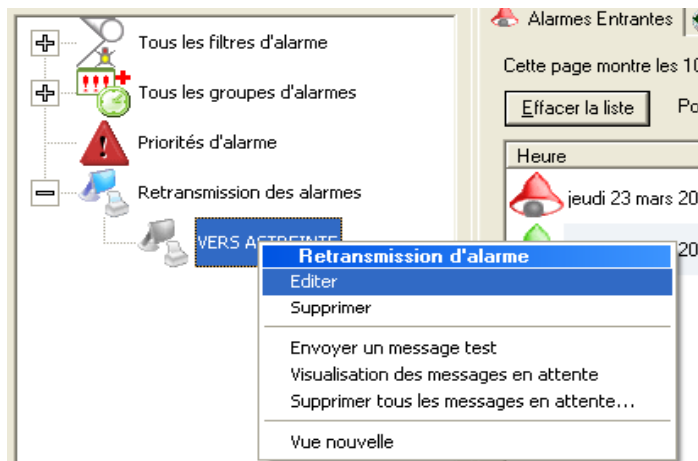 Tous les filtres d'alarme
Tous les groupes d'alarmes
Priorités d'alarme
Retransmission des alarmes
VERS ASTREINTE
Retransmission d'alarme
Editer
Supprimer
Envoyer un message test
Visualisation des messages en attente
Supprimer tous les messages en attente...
Vue nouvelle
Alarmes Entrantes
Cette page montre les 10
Effacer la liste Po
Heure
jeudi 23 mars 20
20